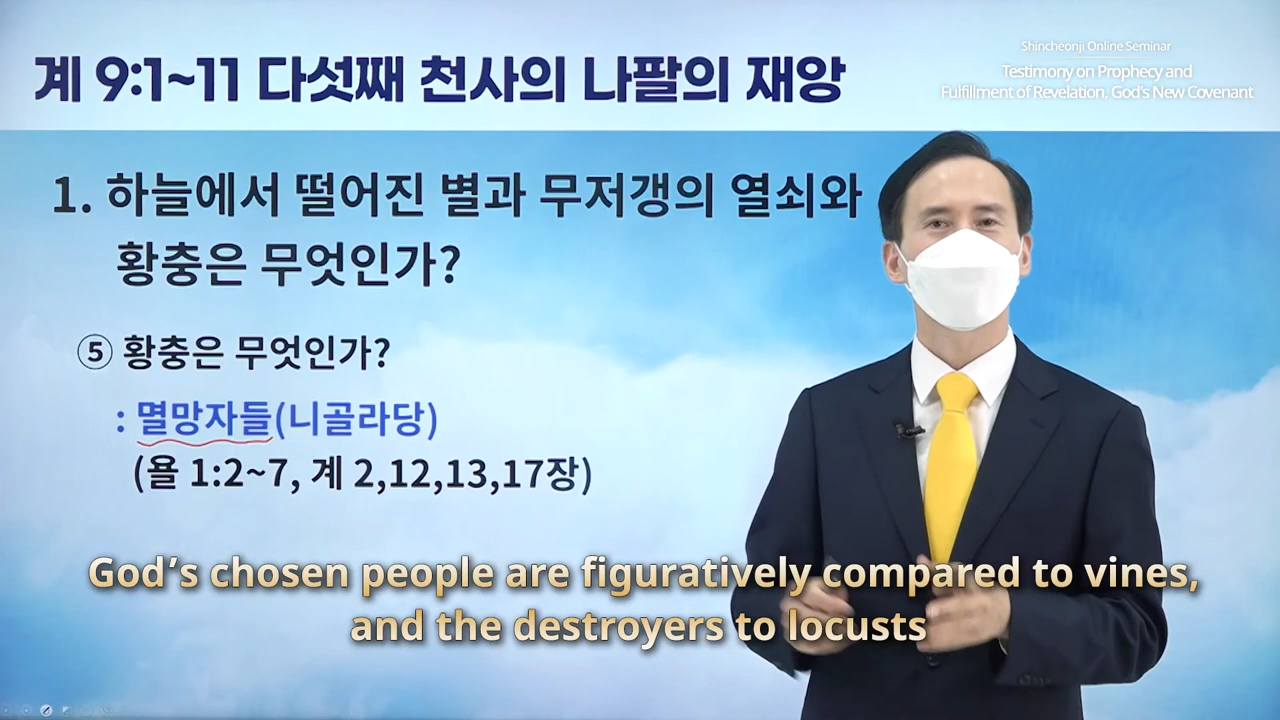 계 9:1~11 다섯째 천사의 나팔의 재앙
Shincheonji Online Seminar
Testimony on Prophecy and
Fulfillment of Revelation, God's New Covenant
1. 하늘에서 떨어진 별과 무저갱의 열쇠와
황충은 무엇인가?
⑤ 황충은 무엇인가?
: 멸망자들(니골라당)
(욜 1:2~7, 계 2,12,13,17장)
God's chosen people are figuratively compared to vines,
and the destroyers to locusts